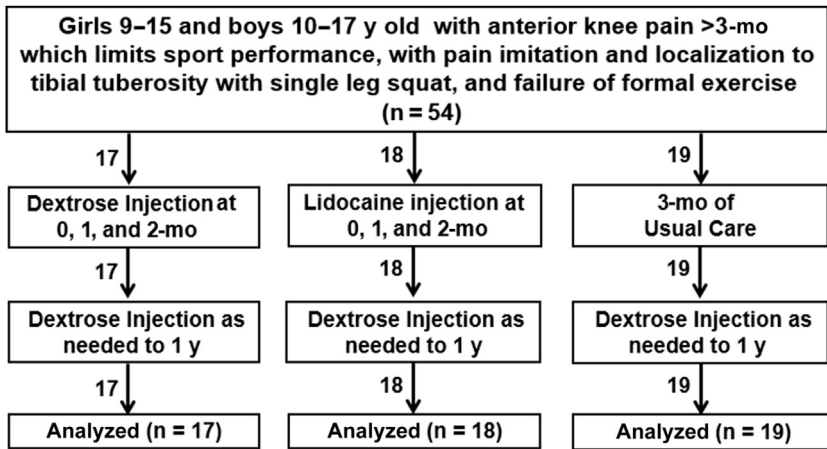 Girls 9–15 and boys 10–17 y old with anterior knee pain >3-mo
which limits sport performance, with pain imitation and localization to
tibial tuberosity with single leg squat, and failure of formal exercise
(n = 54)
17
18
19
Dextrose Injection at
0, 1, and 2-mo
Lidocaine injection at
0, 1, and 2-mo
3-mo of
Usual Care
17
18
19
Dextrose Injection as
needed to 1 y
Dextrose Injection as
needed to 1 y
Dextrose Injection as
needed to 1 y
17
18
19
Analyzed (n = 17)
Analyzed (n = 18)
Analyzed (n = 19)